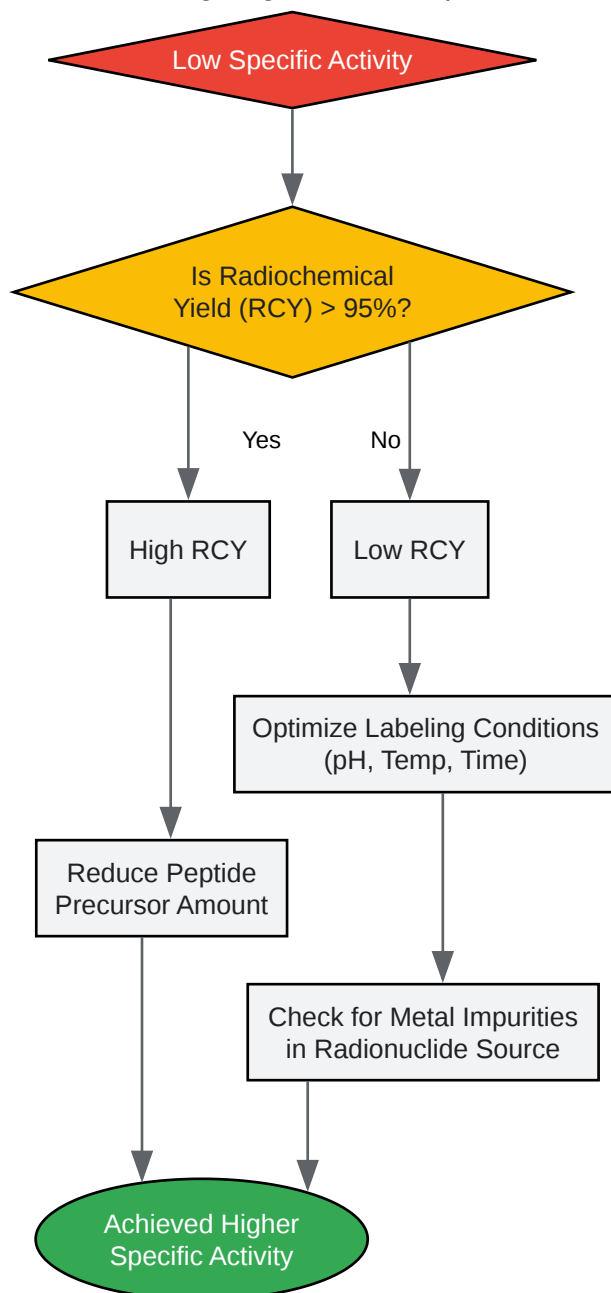 Low Specific Activity
Is Radiochemical
Yield (RCY) > 95%?
Yes
No
High RCY
Low RCY
Optimize Labeling Conditions
(pH, Temp, Time)
Reduce Peptide
Precursor Amount
Check for Metal Impurities
in Radionuclide Source
Achieved Higher
Specific Activity